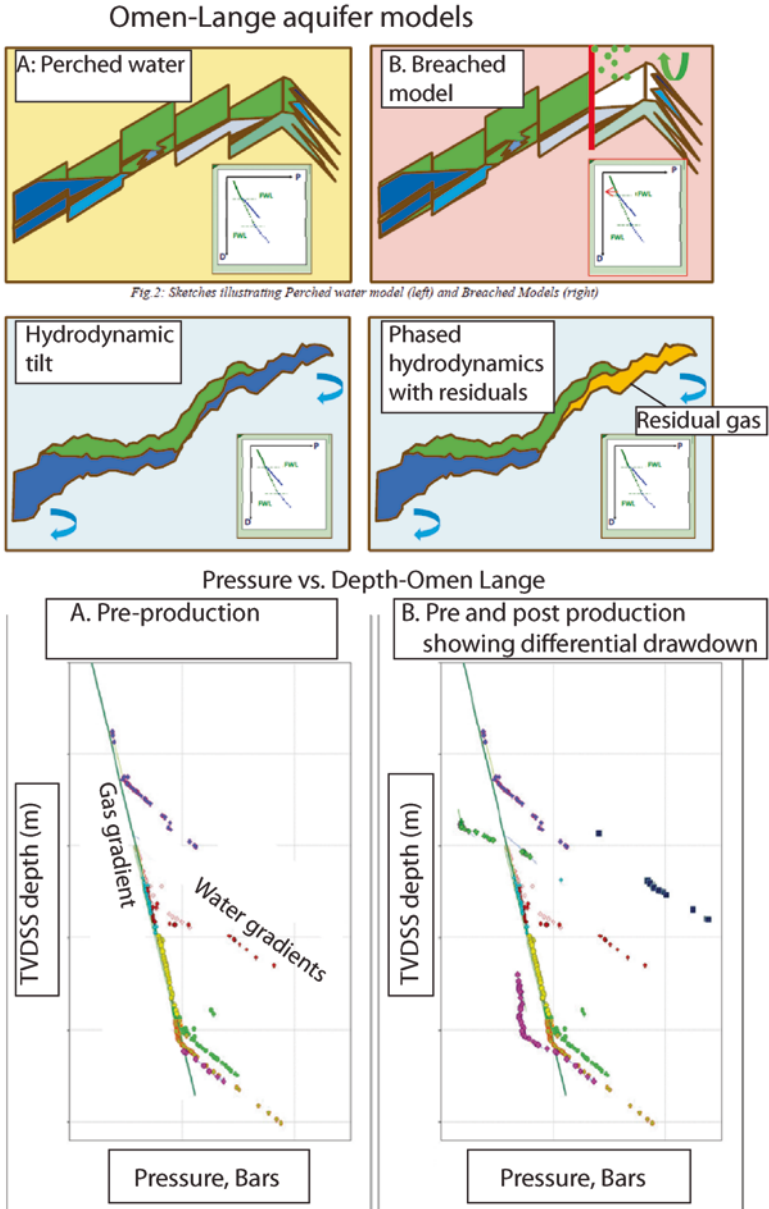 Omen-Lange aquifer models
A: Perched water
B. Breached
model
P
FWL
FWL
D
P
FWL
FWL
D
Fig.2: Sketches illustrating Perched water model (left) and Breached Models (right)
Hydrodynamic
tilt
Phased
hydrodynamics
with residuals
Residual gas
P
FWL
FWL
D
P
FWL
FWL
D
Pressure vs. Depth-Omen Lange
A. Pre-production
B. Pre and post production
showing differential drawdown
TVDSS depth (m)
Gas gradient
Water gradients
TVDSS depth (m)
Pressure, Bars
Pressure, Bars